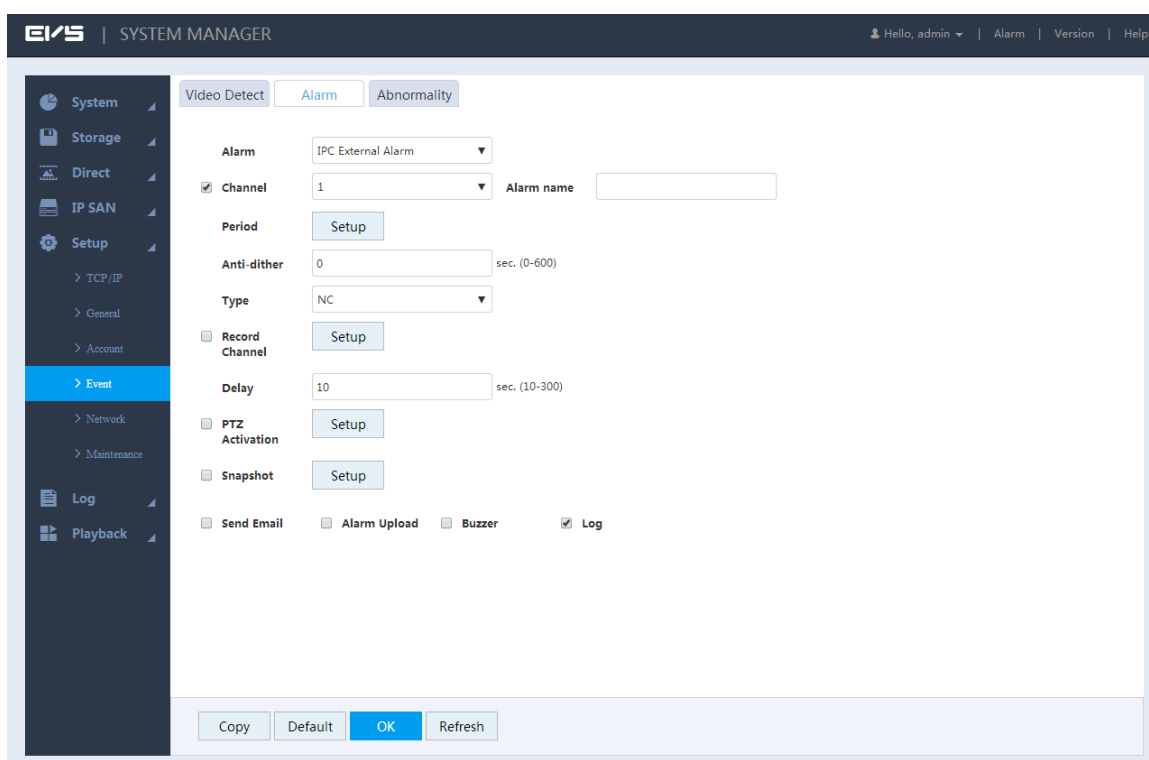 EVS | SYSTEM MANAGER
Hello, admin | Alarm | Version | Help
System
Storage
Direct
IP SAN
Setup
> TCP/IP
> General
> Account
> Event
> Network
> Maintenance
Log
Playback
Video Detect Alarm Abnormality
Alarm IPC External Alarm
Channel 1 Alarm name
Period Setup
Anti-dither 0 sec. (0-600)
Type NC
Record Channel Setup
Delay 10 sec. (10-300)
PTZ Activation Setup
Snapshot Setup
Send Email Alarm Upload Buzzer Log
Copy Default OK Refresh